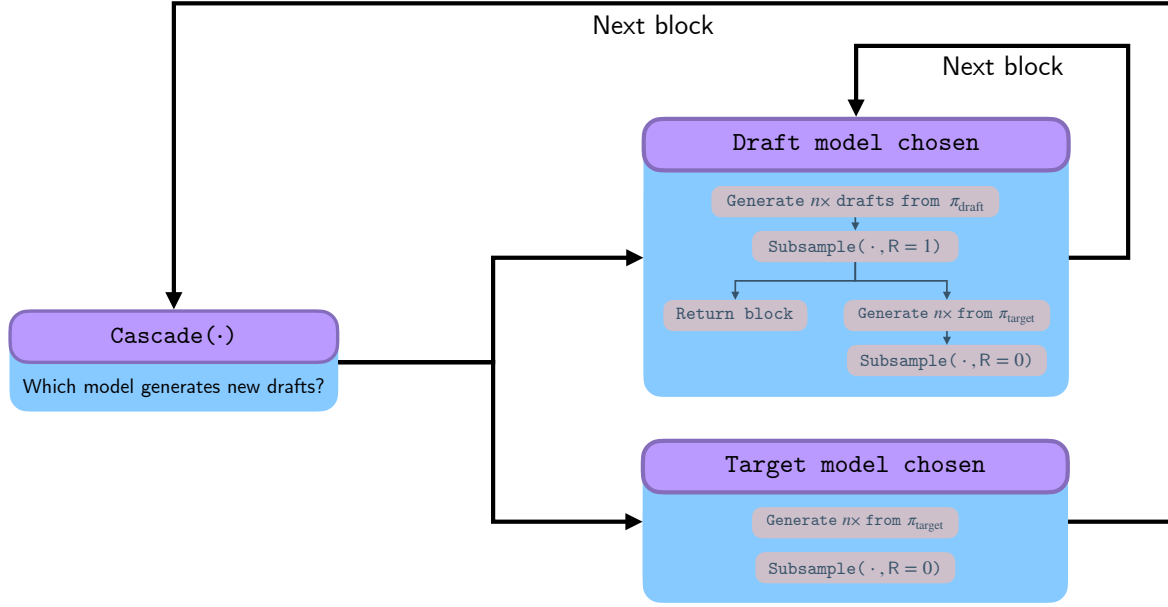 Next block
Next block
Draft model chosen
Generate n× drafts from π_draft
Subsample(·, R = 1)
Return block
Generate n× from π_target
Subsample(·, R = 0)
Cascade(·)
Which model generates new drafts?
Target model chosen
Generate n× from π_target
Subsample(·, R = 0)